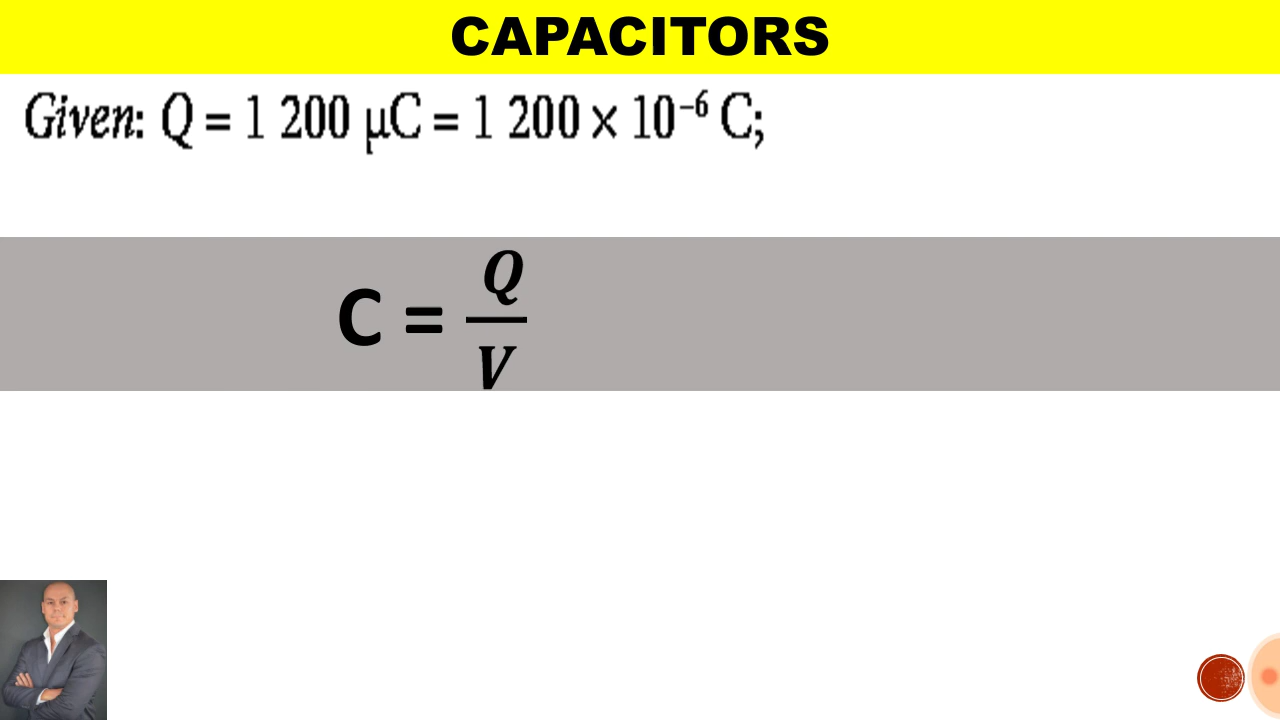 CAPACITORS
Given: Q = 1 200 µC = 1 200 × 10⁻⁶ C;
C = Q/V